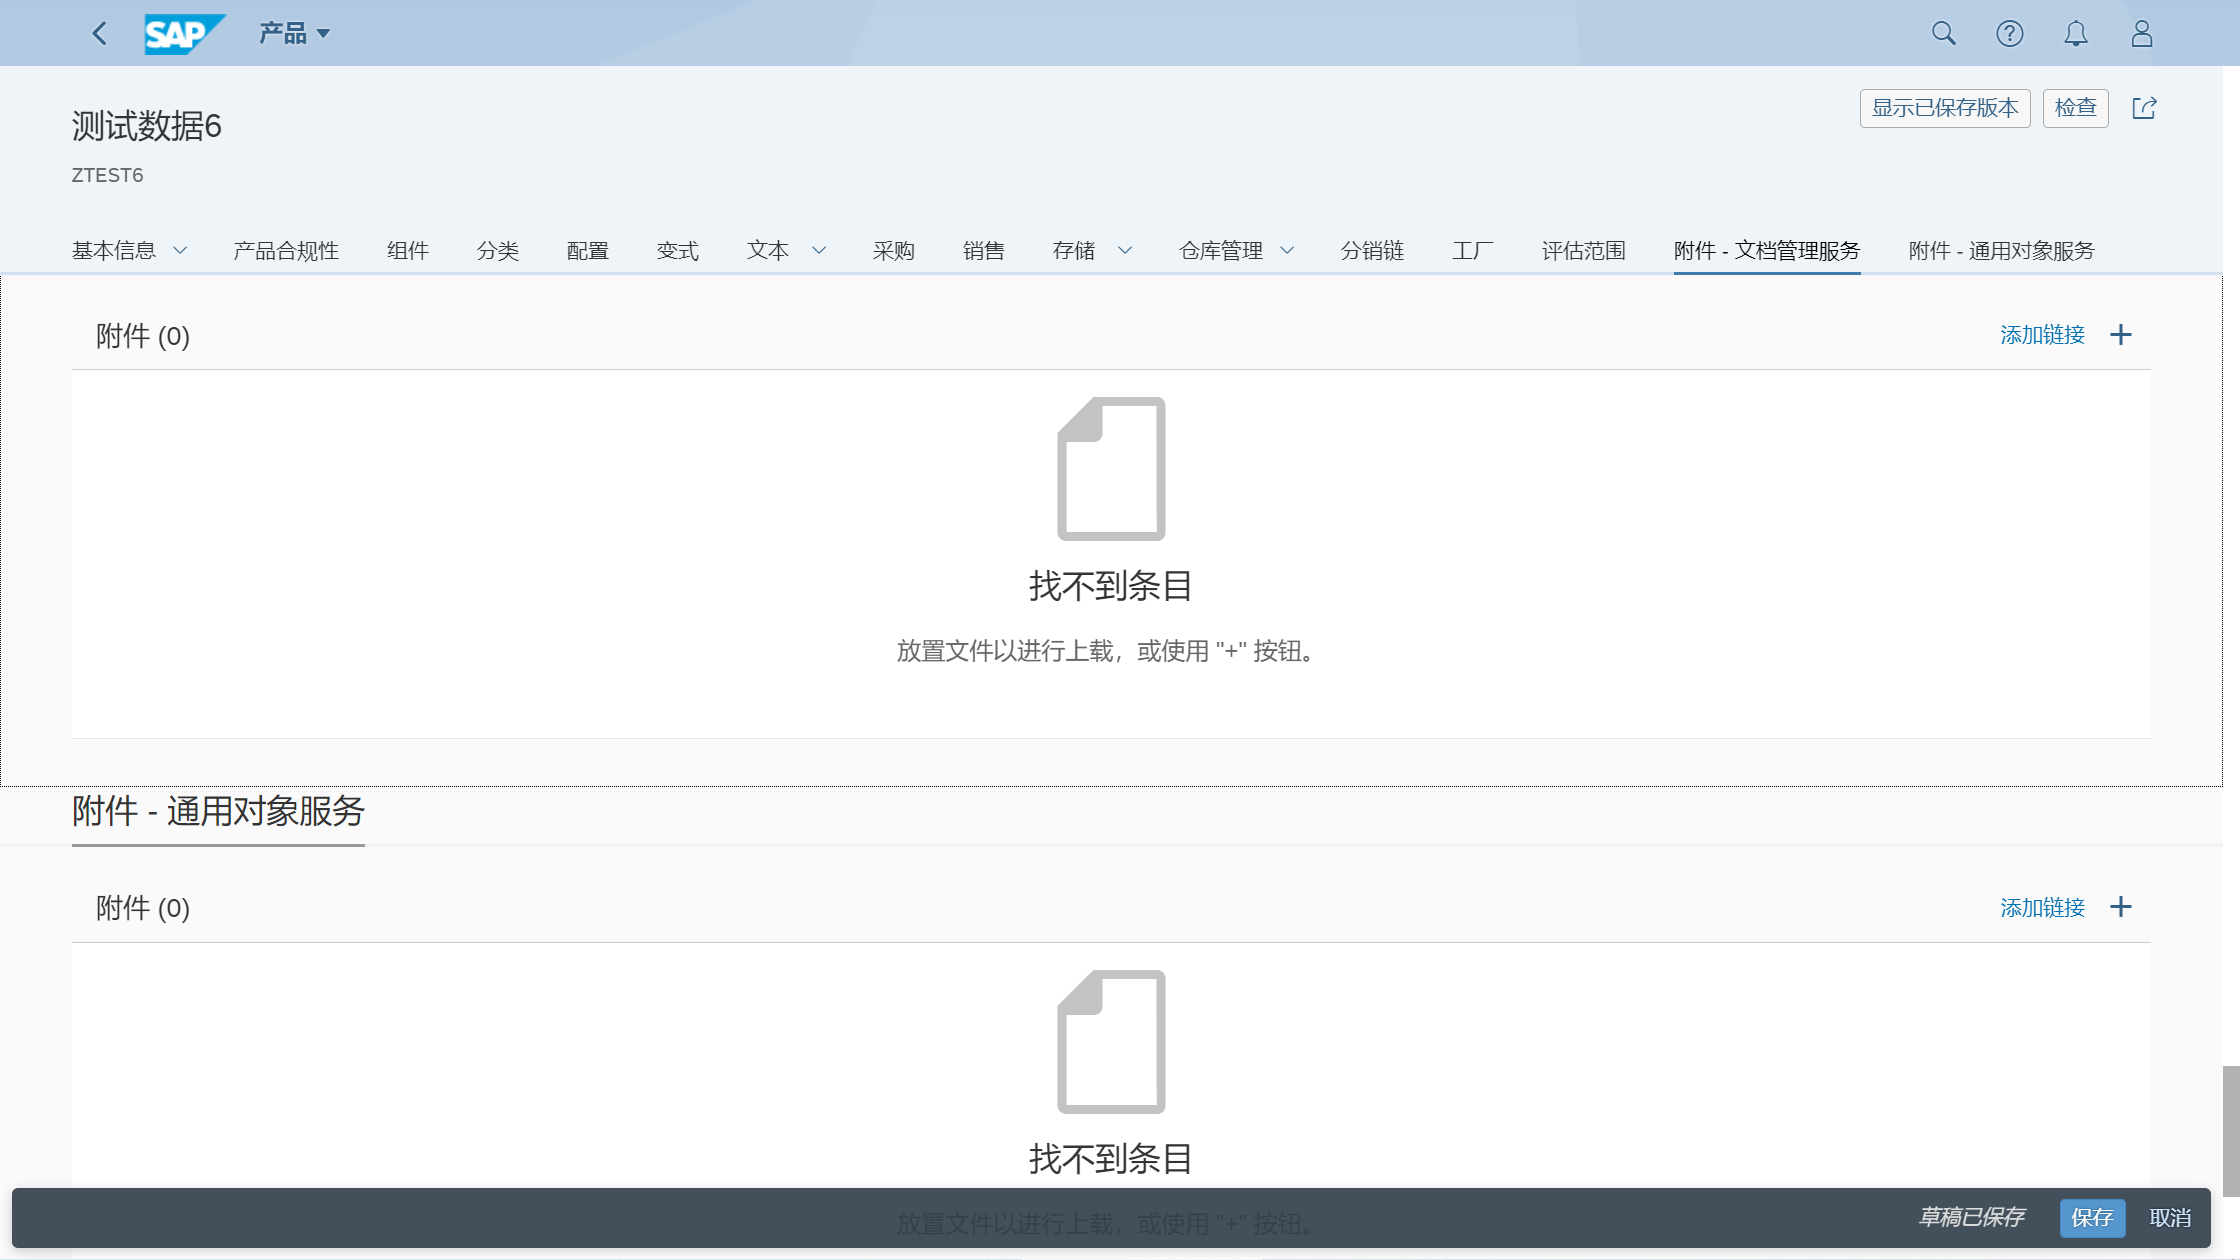 SAP 产品
测试数据6
显示已保存版本 检查
ZTEST6
基本信息 产品合规性 组件 分类 配置 变式 文本 采购 销售 存储 仓库管理 分销链 工厂 评估范围 附件 - 文档管理服务 附件 - 通用对象服务
附件 (0) 添加链接
找不到条目
放置文件以进行上载，或使用 "+" 按钮。
附件 - 通用对象服务
附件 (0) 添加链接
找不到条目
放置文件以进行上载，或使用 "+" 按钮。
草稿已保存 保存 取消